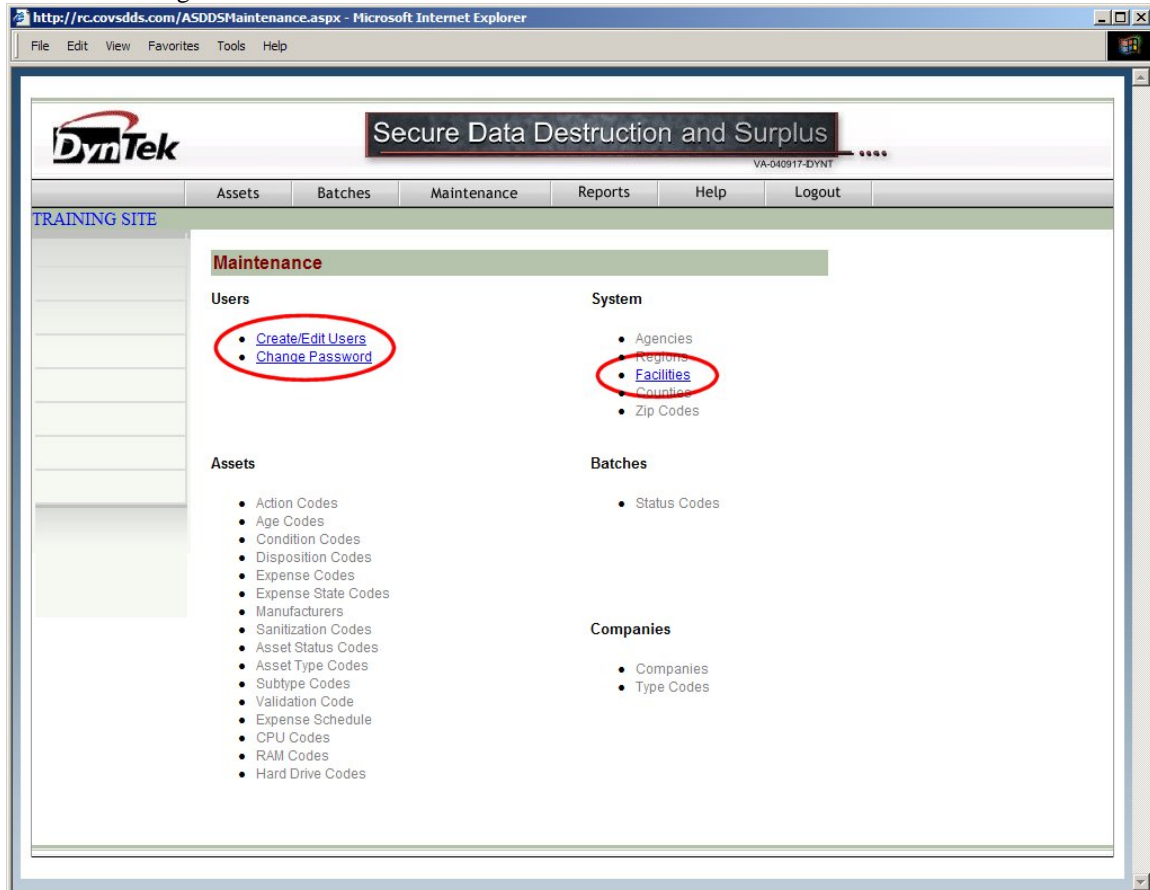 http://rc.covsdds.com/ASDDSMaintenance.aspx - Microsoft Internet Explorer
File Edit View Favorites Tools Help
DynTek
Secure Data Destruction and Surplus
VA-040917-DYNT
Assets Batches Maintenance Reports Help Logout
TRAINING SITE
Maintenance
Users
Create/Edit Users
Change Password
System
Agencies
Regions
Facilities
Counties
Zip Codes
Assets
Action Codes
Age Codes
Condition Codes
Disposition Codes
Expense Codes
Expense State Codes
Manufacturers
Sanitization Codes
Asset Status Codes
Asset Type Codes
Subtype Codes
Validation Code
Expense Schedule
CPU Codes
RAM Codes
Hard Drive Codes
Batches
Status Codes
Companies
Companies
Type Codes